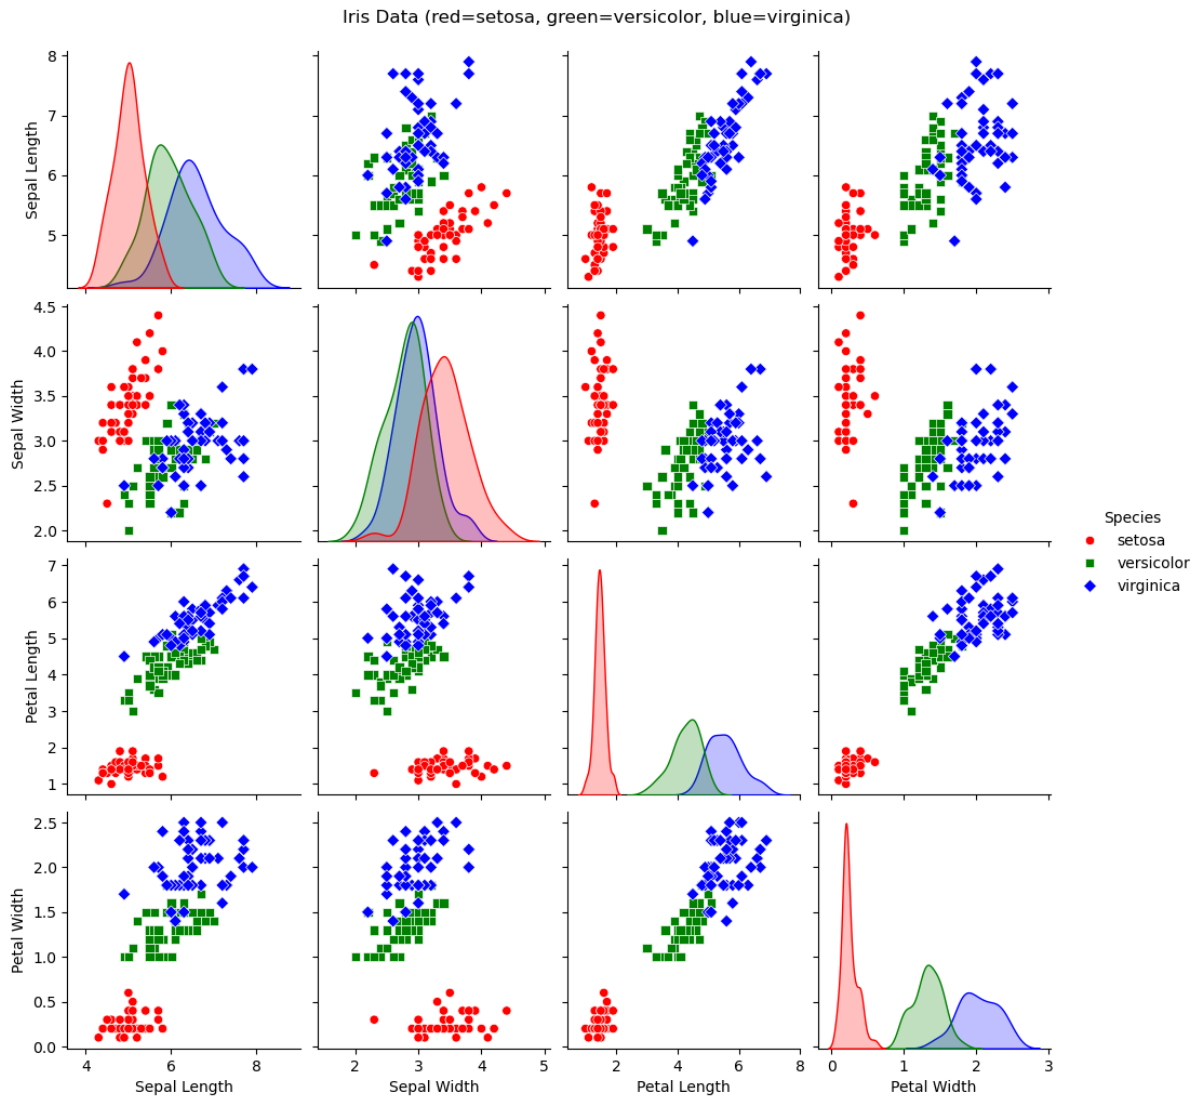 Iris Data (red=setosa, green=versicolor, blue=virginica)
8
7
6
5
Sepal Length
4.5
4.0
3.5
3.0
2.5
2.0
Sepal Width
Species
setosa
versicolor
virginica
7
6
5
4
3
2
1
Petal Length
2.5
2.0
1.5
1.0
0.5
0.0
Petal Width
4 6 8 2 3 4 5 2 4 6 8 0 1 2 3
Sepal Length Sepal Width Petal Length Petal Width